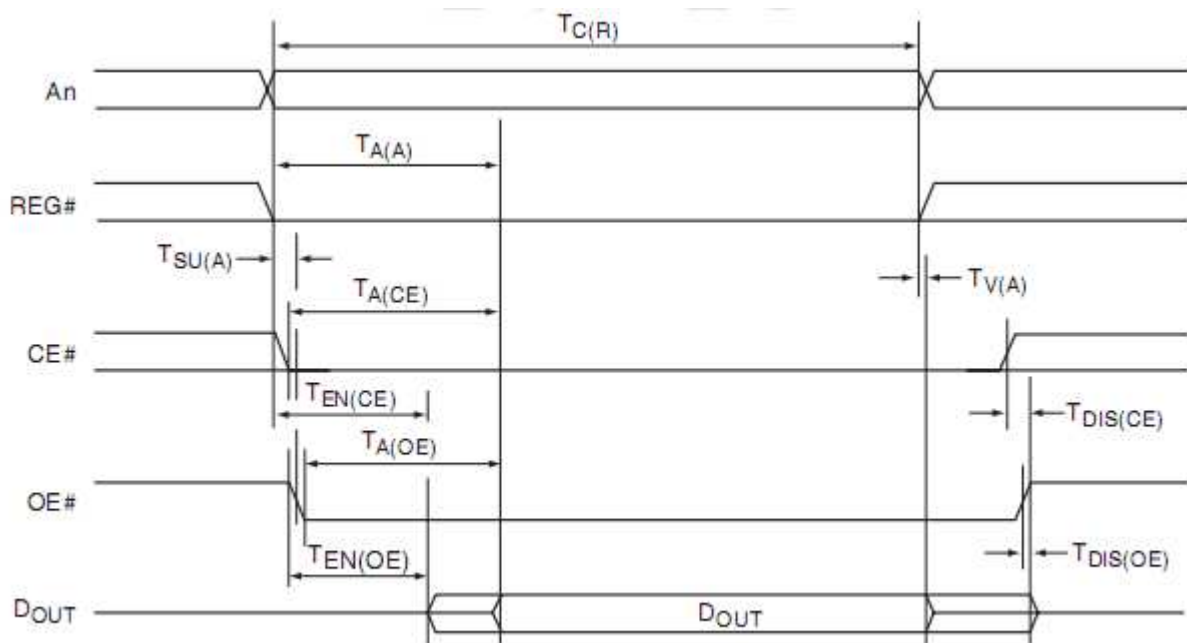 TC(R)
An
TA(A)
REG#
TSU(A)
TV(A)
TA(CE)
CE#
TEN(CE)
TDIS(CE)
TA(OE)
OE#
TEN(OE)
TDIS(OE)
DOUT
DOUT